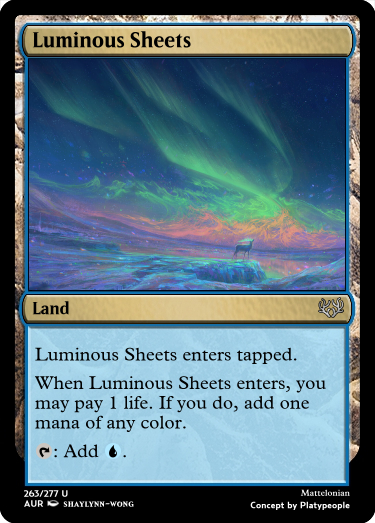 Luminous Sheets
Land
Luminous Sheets enters tapped.
When Luminous Sheets enters, you
may pay 1 life. If you do, add one
mana of any color.
: Add .
263/277 U
Mattelonian
AUR SHAYLYNN-WONG
Concept by Platypeople